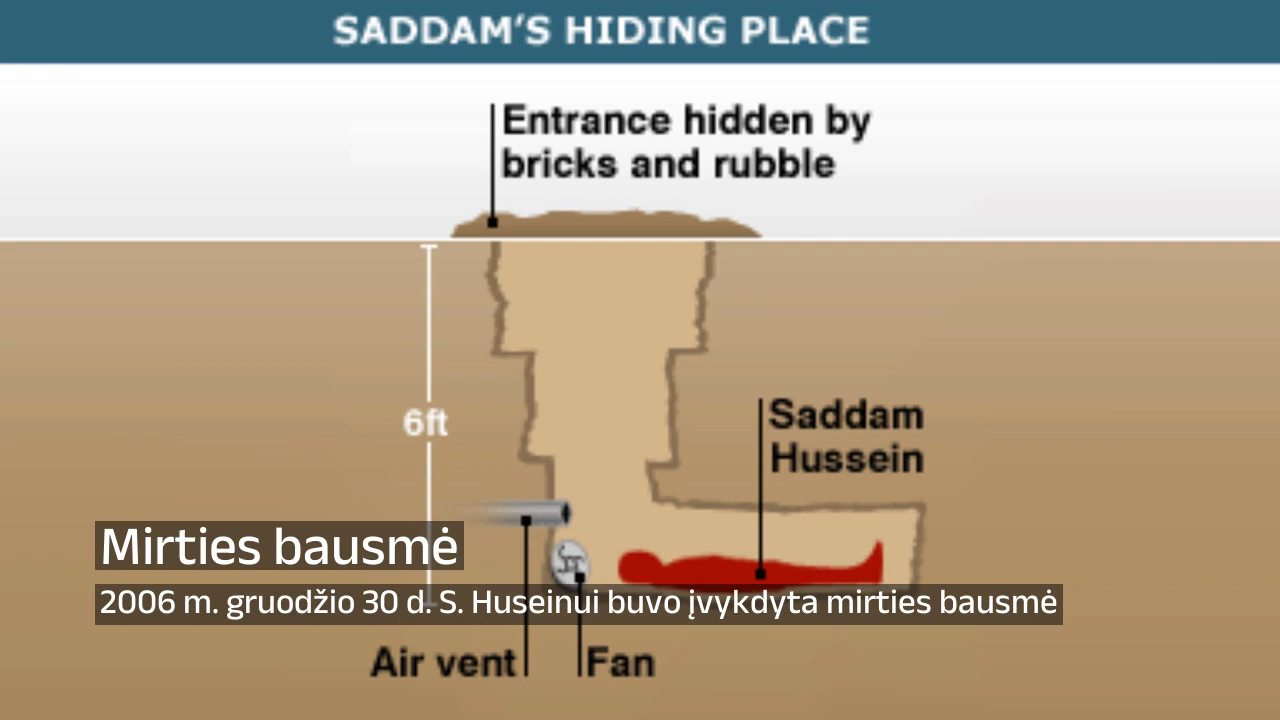 SADDAM'S HIDING PLACE
Entrance hidden by
bricks and rubble
6ft
Saddam
Hussein
Mirties bausmė
2006 m. gruodžio 30 d. S. Huseinui buvo įvykdyta mirties bausmė
Air vent
Fan